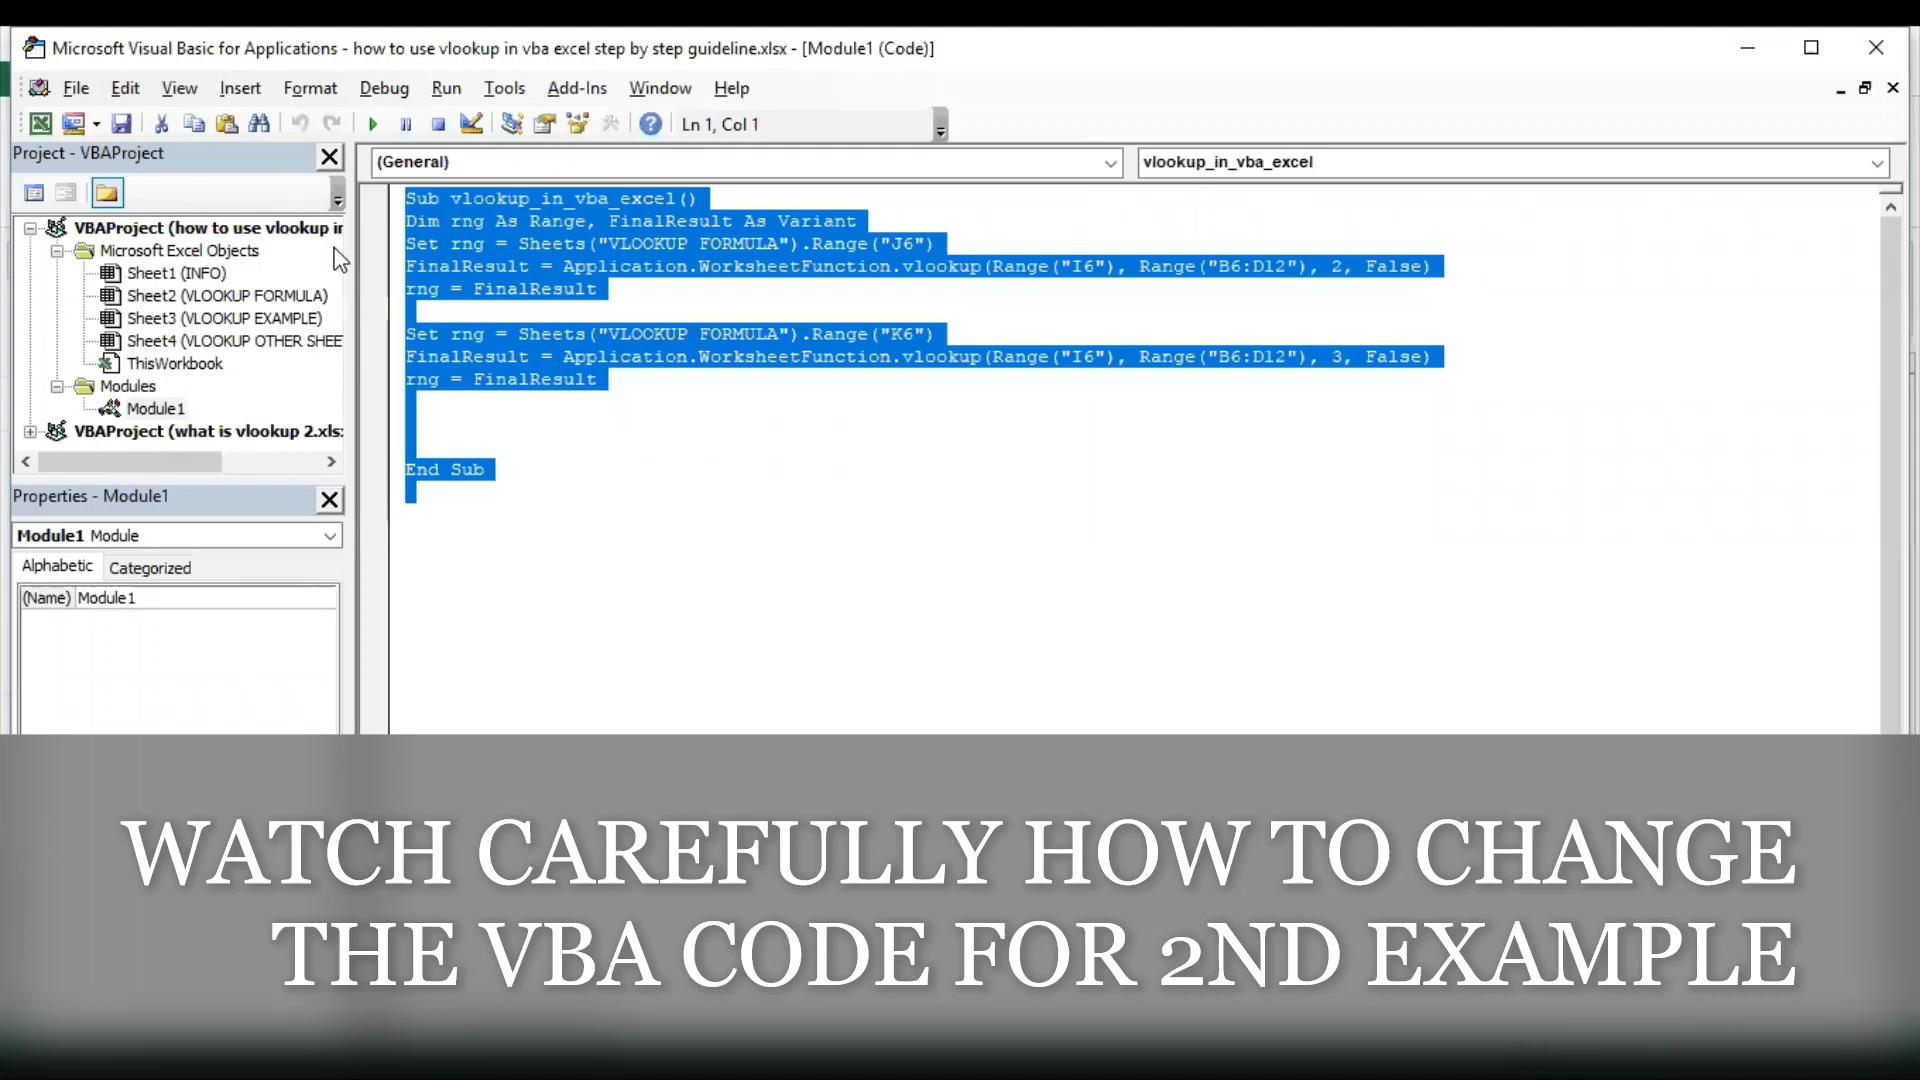 Microsoft Visual Basic for Applications - how to use vlookup in vba excel step by step guideline.xlsx - [Module1 (Code)]
File Edit View Insert Format Debug Run Tools Add-Ins Window Help
Ln 1, Col 1
Project - VBAProject
(General)
vlookup_in_vba_excel
VBAProject (how to use vlookup in
Microsoft Excel Objects
Sheet1 (INFO)
Sheet2 (VLOOKUP FORMULA)
Sheet3 (VLOOKUP EXAMPLE)
Sheet4 (VLOOKUP OTHER SHEE
ThisWorkbook
Modules
Module1
VBAProject (what is vlookup 2.xls
Properties - Module1
Module1 Module
Alphabetic Categorized
(Name) Module1
Sub vlookup_in_vba_excel()
Dim rng As Range, FinalResult As Variant
Set rng = Sheets("VLOOKUP FORMULA").Range("J6")
FinalResult = Application.WorksheetFunction.vlookup(Range("I6"), Range("B6:D12"), 2, False)
rng = FinalResult
Set rng = Sheets("VLOOKUP FORMULA").Range("K6")
FinalResult = Application.WorksheetFunction.vlookup(Range("I6"), Range("B6:D12"), 3, False)
rng = FinalResult
End Sub
WATCH CAREFULLY HOW TO CHANGE
THE VBA CODE FOR 2ND EXAMPLE